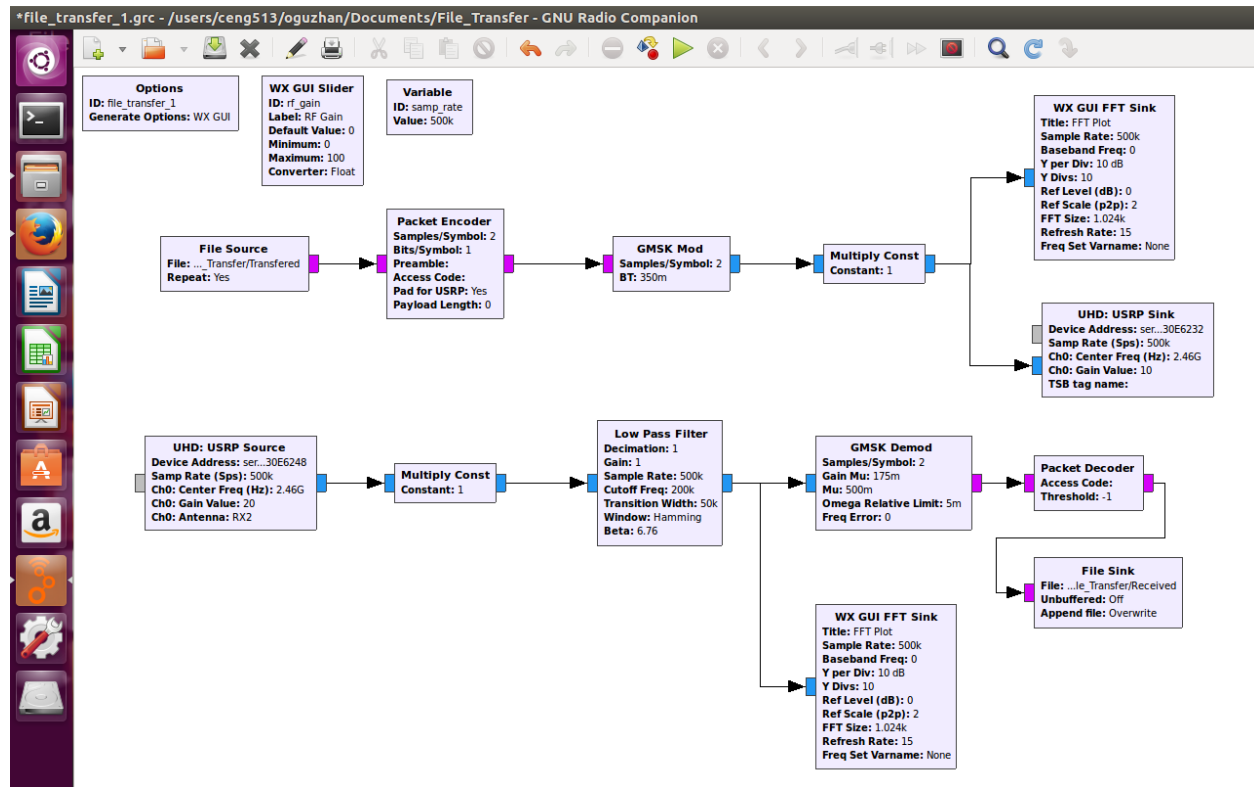 *file_transfer_1.grc - /users/ceng513/oguzhan/Documents/File_Transfer - GNU Radio Companion
Options
ID: file_transfer_1
Generate Options: WX GUI
WX GUI Slider
ID: rf_gain
Label: RF Gain
Default Value: 0
Minimum: 0
Maximum: 100
Converter: Float
Variable
ID: samp_rate
Value: 500k
File Source
File: ..._Transfer/Transfered
Repeat: Yes
Packet Encoder
Samples/Symbol: 2
Bits/Symbol: 1
Preamble:
Access Code:
Pad for USRP: Yes
Payload Length: 0
GMSK Mod
Samples/Symbol: 2
BT: 350m
Multiply Const
Constant: 1
WX GUI FFT Sink
Title: FFT Plot
Sample Rate: 500k
Baseband Freq: 0
Y per Div: 10 dB
Y Divs: 10
Ref Level (dB): 0
Ref Scale (p2p): 2
FFT Size: 1.024k
Refresh Rate: 15
Freq Set Varname: None
UHD: USRP Sink
Device Address: ser...30E6232
Samp Rate (Sps): 500k
Ch0: Center Freq (Hz): 2.46G
Ch0: Gain Value: 10
TSB tag name:
UHD: USRP Source
Device Address: ser...30E6248
Samp Rate (Sps): 500k
Ch0: Center Freq (Hz): 2.46G
Ch0: Gain Value: 20
Ch0: Antenna: RX2
Multiply Const
Constant: 1
Low Pass Filter
Decimation: 1
Gain: 1
Sample Rate: 500k
Cutoff Freq: 200k
Transition Width: 50k
Window: Hamming
Beta: 6.76
GMSK Demod
Samples/Symbol: 2
Gain Mu: 175m
Mu: 500m
Omega Relative Limit: 5m
Freq Error: 0
Packet Decoder
Access Code:
Threshold: -1
File Sink
File: ...le_Transfer/Received
Unbuffered: Off
Append file: Overwrite
WX GUI FFT Sink
Title: FFT Plot
Sample Rate: 500k
Baseband Freq: 0
Y per Div: 10 dB
Y Divs: 10
Ref Level (dB): 0
Ref Scale (p2p): 2
FFT Size: 1.024k
Refresh Rate: 15
Freq Set Varname: None